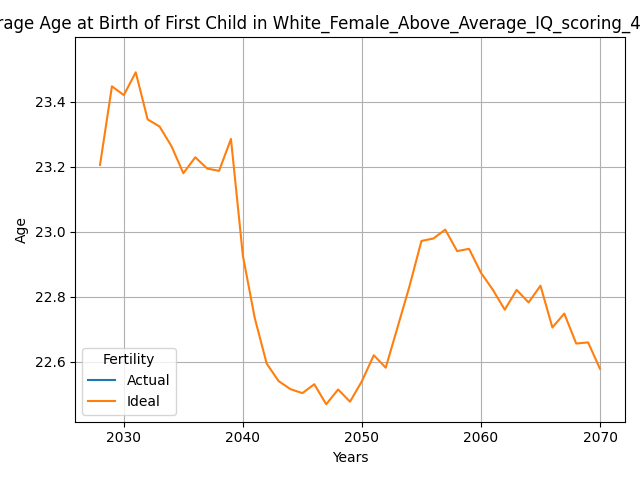 rage Age at Birth of First Child in White_Female_Above_Average_IQ_scoring_4
23.4
23.2
23.0
22.8
22.6
Age
Fertility
Actual
Ideal
2030 2040 2050 2060 2070
Years